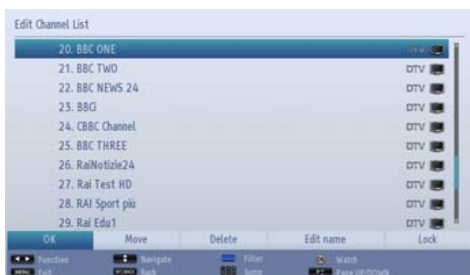 Edit Channel List
20. BBC ONE
21. BBC TWO DTV
22. BBC NEWS 24 DTV
23. BBCi DTV
24. CBBC Channel DTV
25. BBC THREE DTV
26. RaiNotizie24 DTV
27. Rai Test HD DTV
28. RAI Sport più DTV
29. Rai Edu1 DTV
OK Move Delete Edit name Lock
Function Navigate Filter Watch
MENU Exit Back Jump Page UP/DOWN